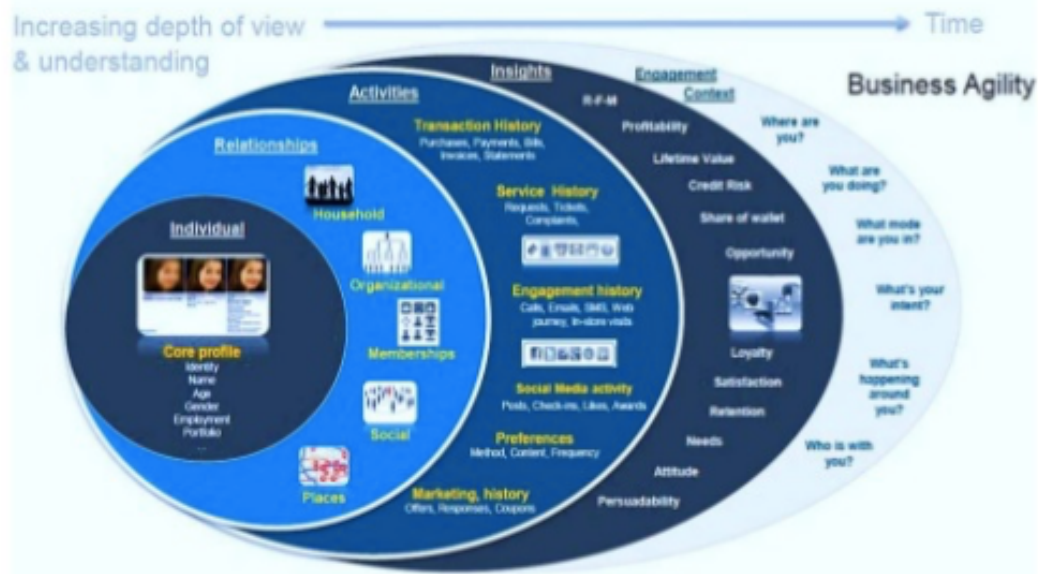 Increasing depth of view
& understanding
Time
Business Agility
Individual
Core profile
Identity
Name
Age
Gender
Employment
Portfolio
...
Relationships
Household
Organizational
Memberships
Social
Places
Activities
Transaction History
Purchases, Payments, Bills,
Invoices, Statements
Service History
Requests, Tickets,
Complaints,
Engagement history
Calls, Emails, SMS, Web
journey, In-store visits
Social Media activity
Posts, Check-ins, Likes, Awards
Preferences
Method, Content, Frequency
Marketing, history
Offers, Responses, Coupons
Insights
R-F-M
Profitability
Lifetime Value
Credit Risk
Share of wallet
Opportunity
Loyalty
Satisfaction
Retention
Needs
Attitude
Persuadability
Engagement
Context
Where are
you?
What are
you doing?
What mode
are you in?
What's your
intent?
What's
happening
around
you?
Who is with
you?